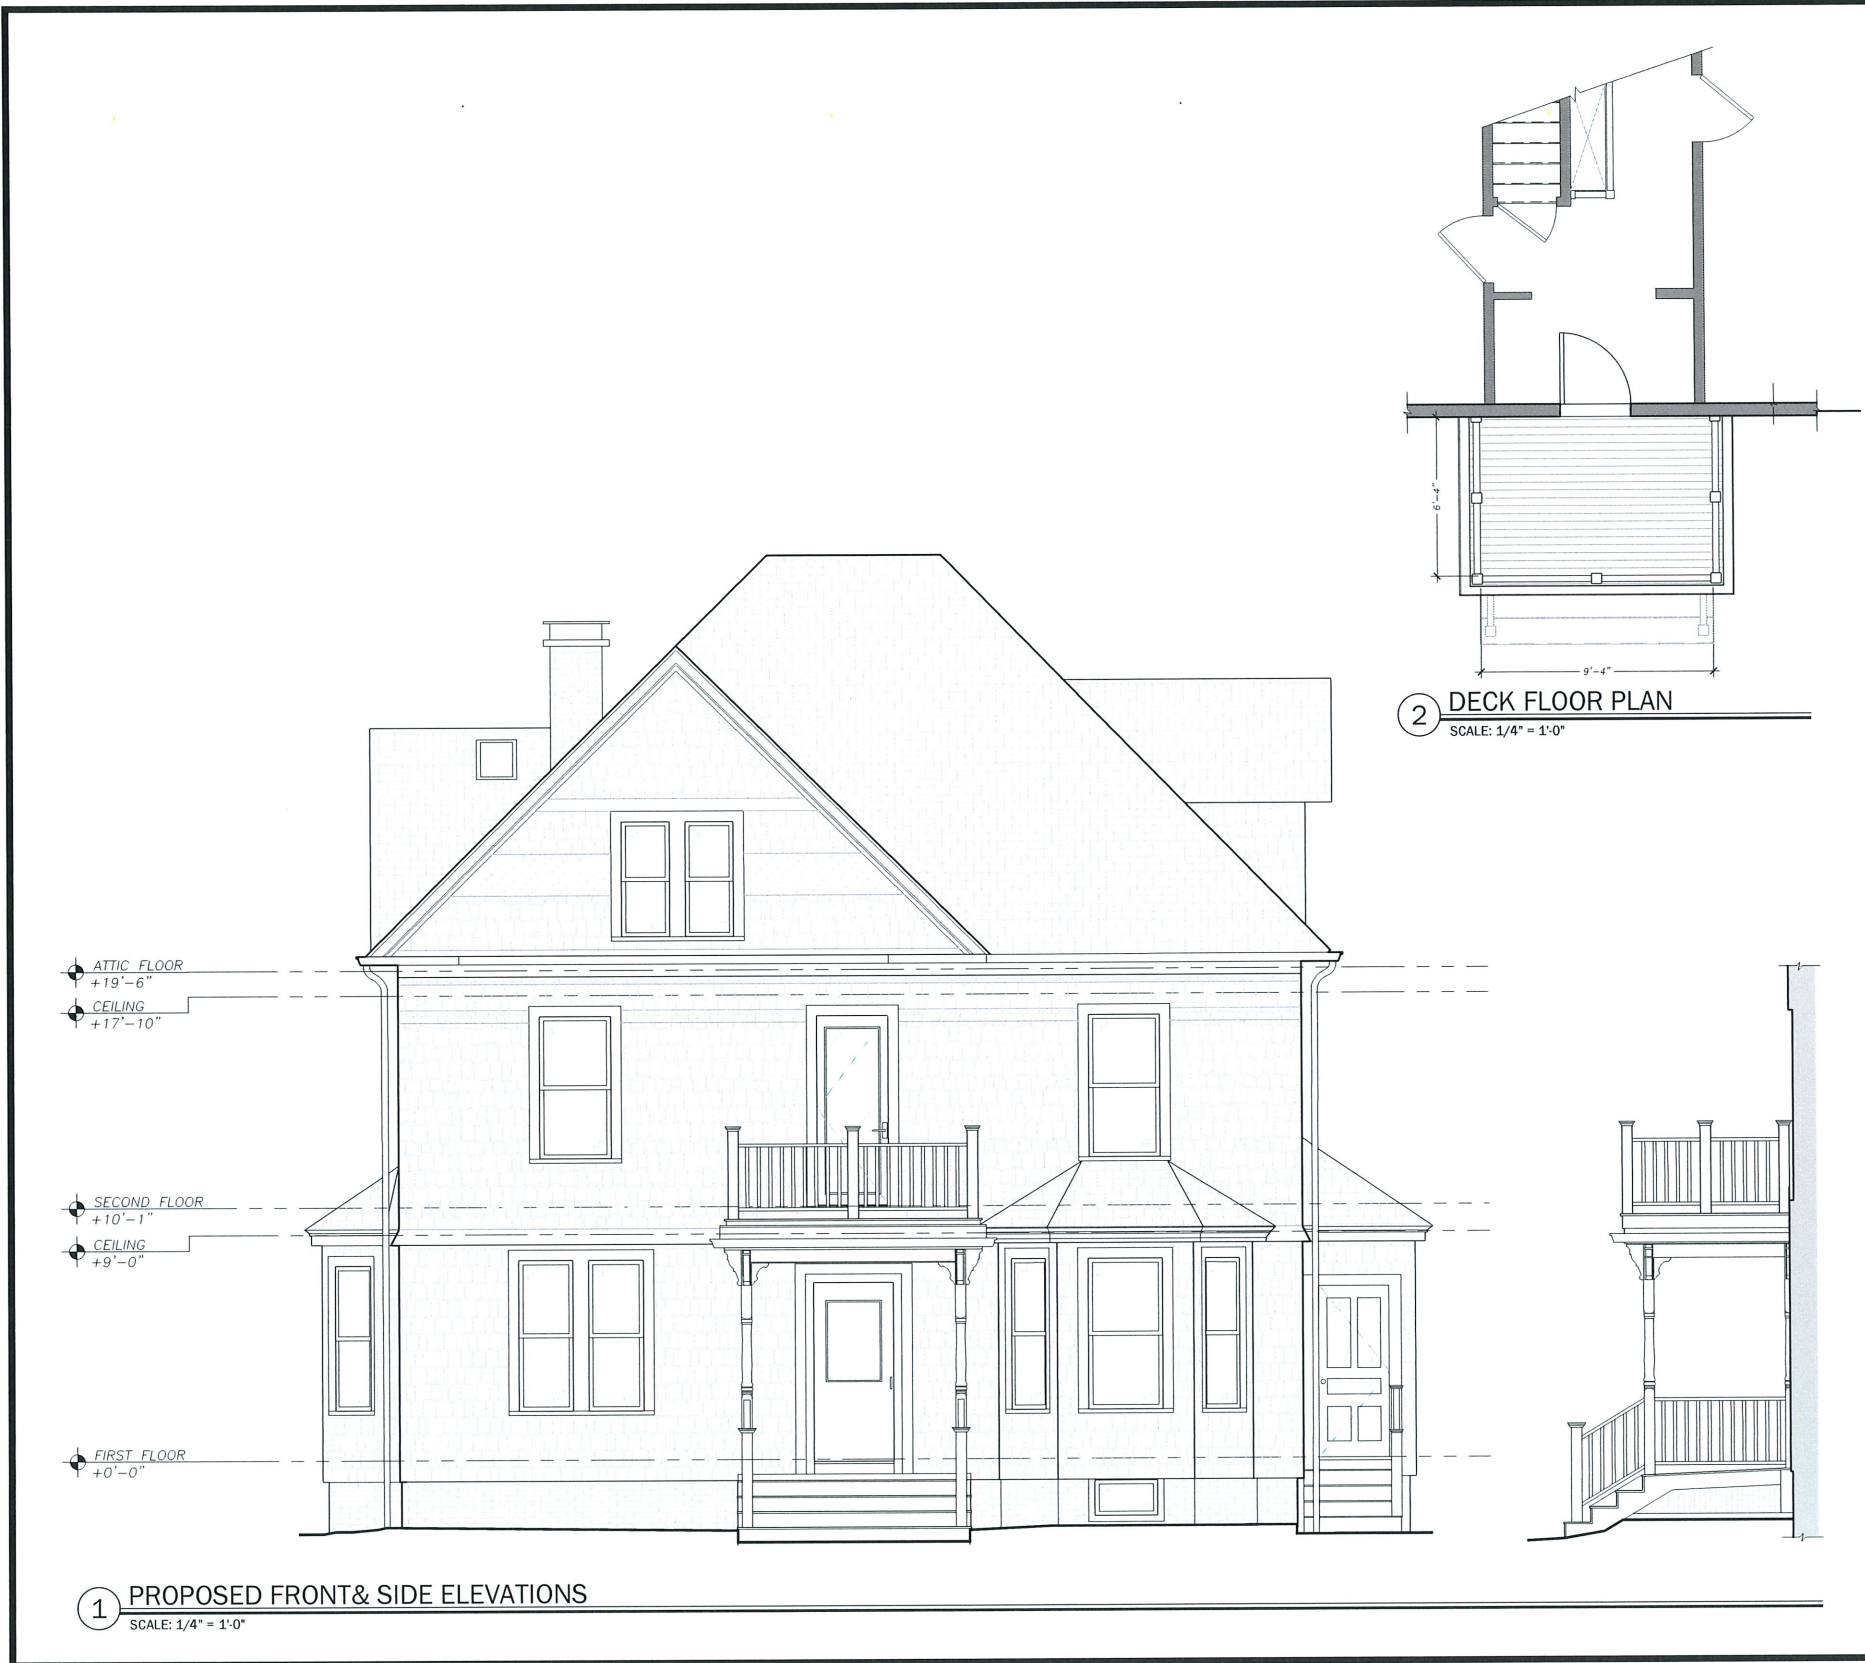 6'-4"
9'-4"
2
DECK FLOOR PLAN
SCALE: 1/4" = 1'-0"
ATTIC FLOOR
+19'-6"
CEILING
+17'-10"
SECOND FLOOR
+10'-1"
CEILING
+9'-0"
FIRST FLOOR
+0'-0"
1
PROPOSED FRONT& SIDE ELEVATIONS
SCALE: 1/4" = 1'-0"